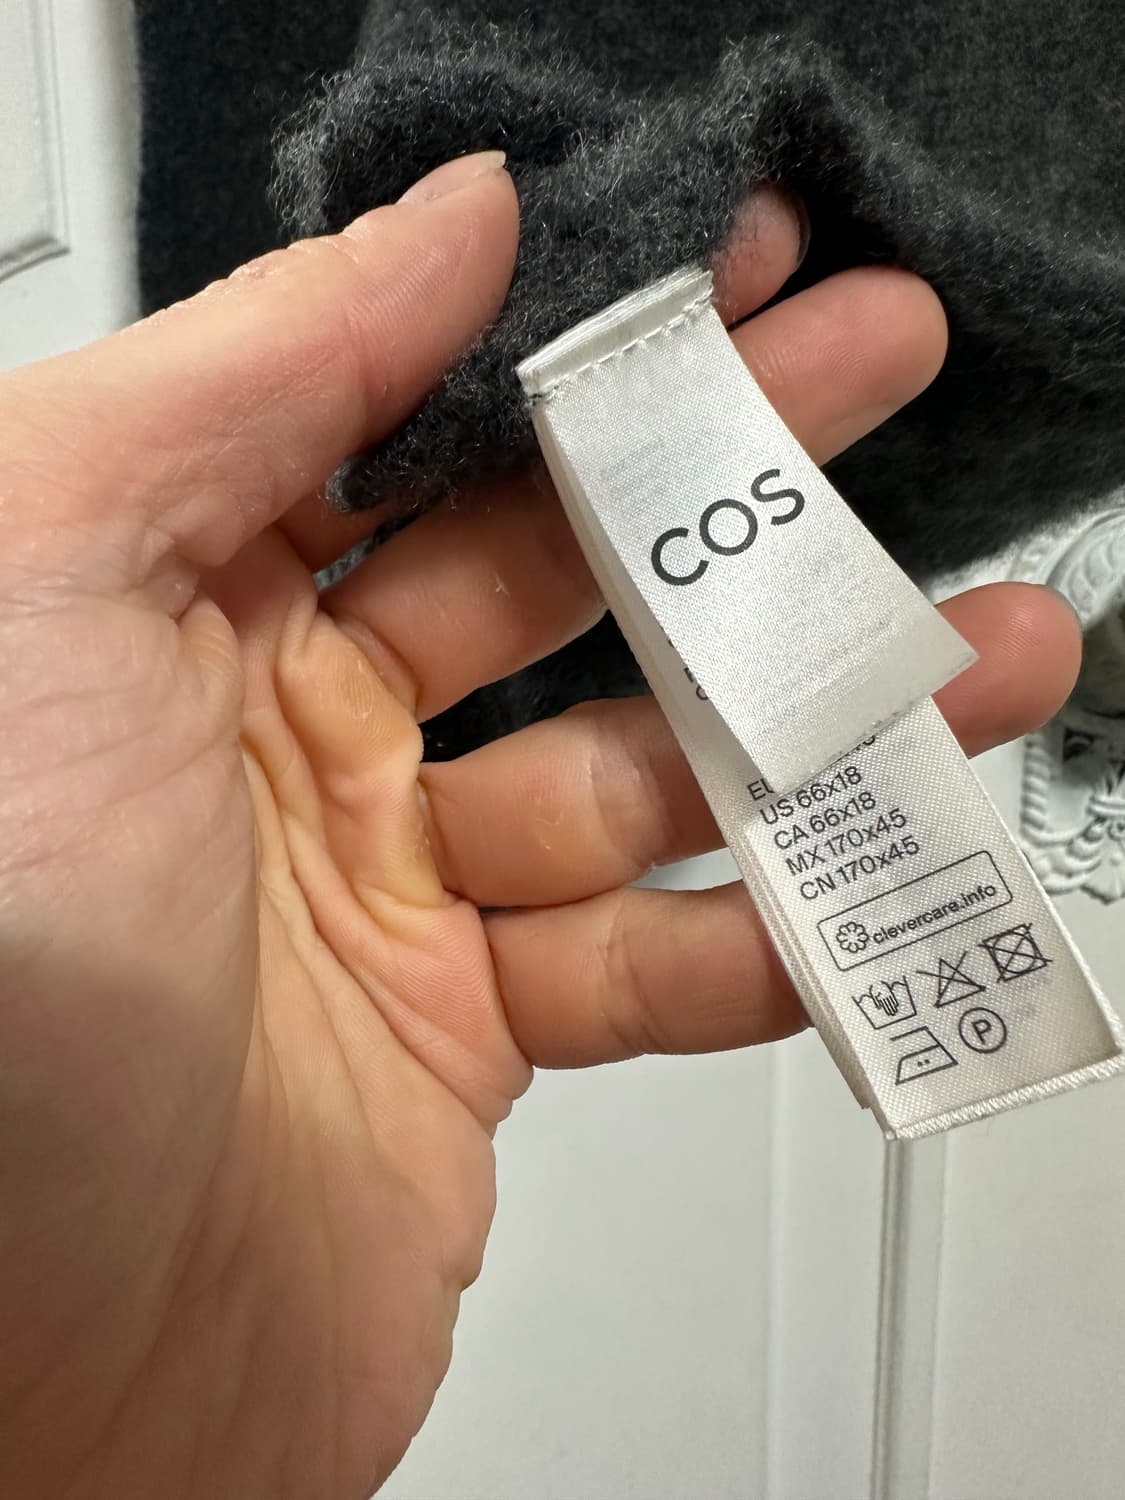 COS
US 66x18
CA 66x18
MX 170x45
CN 170x45
clevercare.info
P